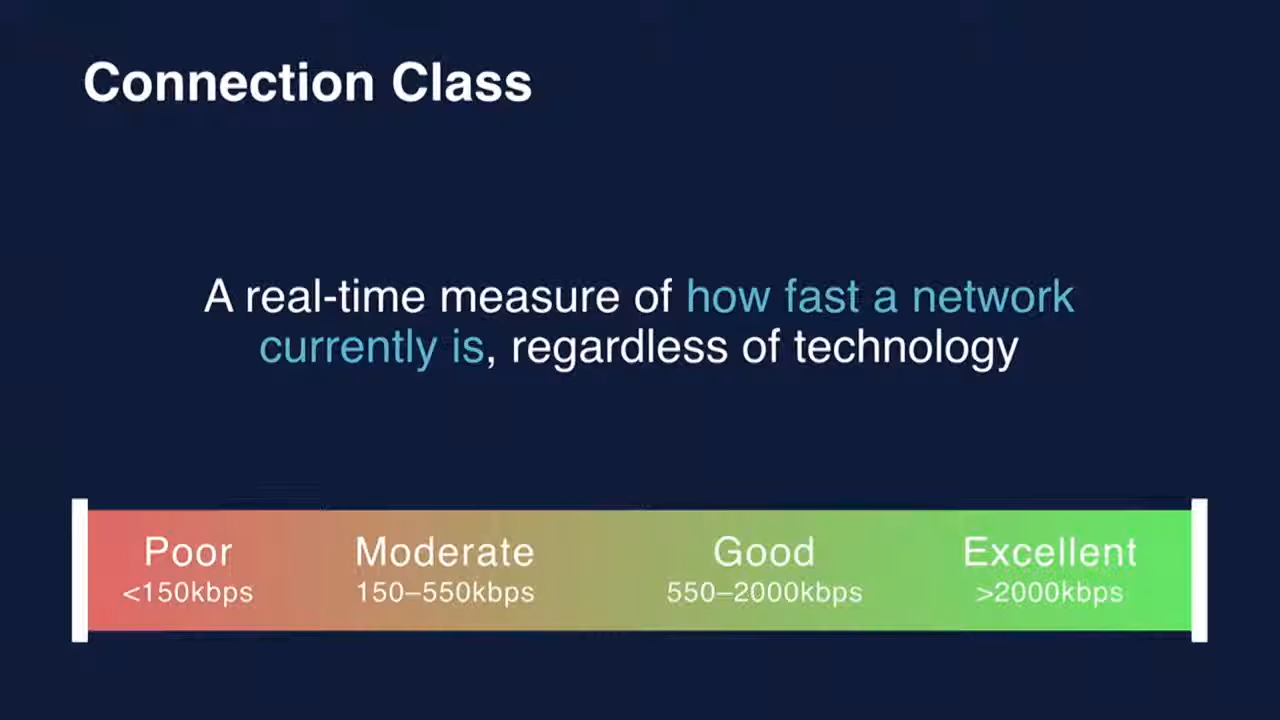 Connection Class
A real-time measure of how fast a network
currently is, regardless of technology
Poor Moderate Good Excellent
<150kbps 150–550kbps 550–2000kbps >2000kbps